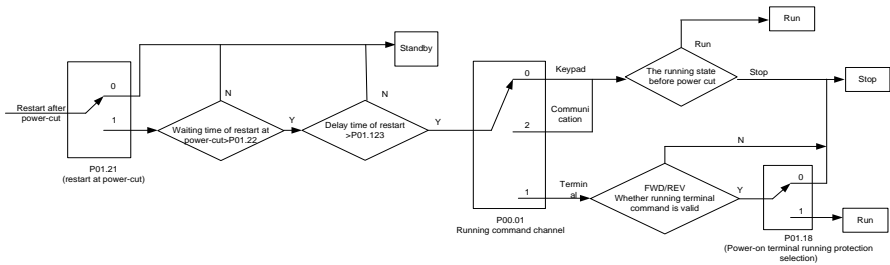 Run
Run
Standby
0
Keypad
The running state
before power cut
Stop
Stop
Restart after
power-cut
0
1
N
N
Waiting time of restart at
power-cut>P01.22
Y
Delay time of restart
>P01.123
Y
0
Communi
cation
2
1
Termin
al
P01.21
(restart at power-cut)
P00.01
Running command channel
FWD/REV
Whether running terminal
command is valid
N
Y
0
1
Run
P01.18
(Power-on terminal running protection
selection)